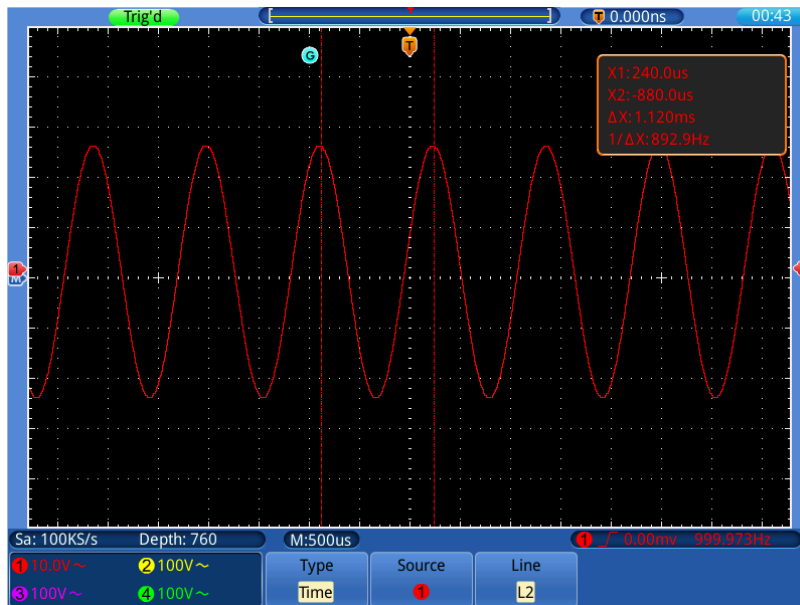 Trig'd T 0.000ns 00:43
G T
X1:240.0us
X2:-880.0us
ΔX:1.120ms
1/ΔX:892.9Hz
1
M
Sa: 100KS/s Depth: 760 M:500us 1 0.00mv 999.973Hz
1 10.0V~ 2 100V~ Type Source Line
3 100V~ 4 100V~ Time 1 L2